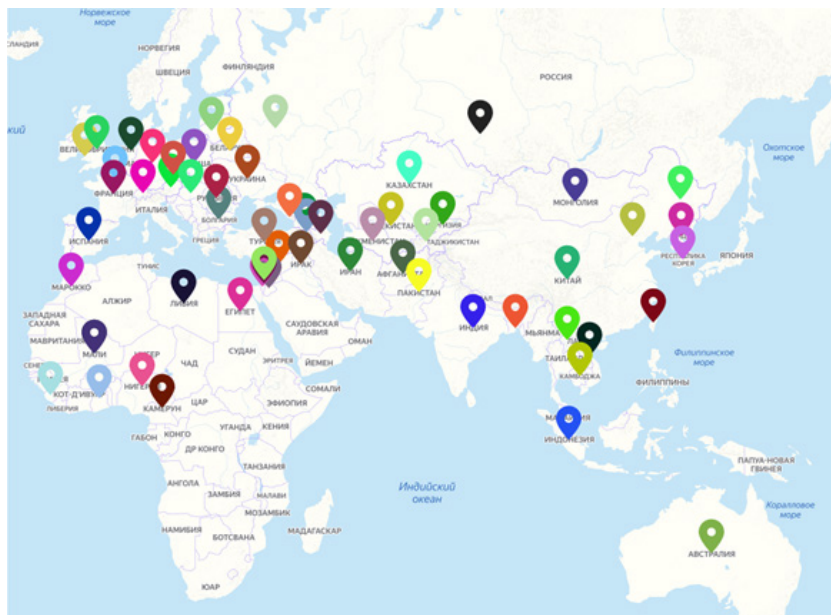 Норвежское
море
НОРВЕГИЯ
ФИНЛЯНДИЯ
ШВЕЦИЯ
РОССИЯ
Охотское
море
УКРАИНА
ФРАНЦИЯ
КАЗАХСТАН
МОНГОЛИЯ
ИТАЛИЯ
БОЛГАРИЯ
ИСПАНИЯ
ГРЕЦИЯ
ТАДЖИКИСТАН
РЕСПУБЛИКА
КОРЕЯ
ЯПОНИЯ
ТУНИС
ИРАК
ИРАН
КИТАЙ
МАРОККО
АЛЖИР
ЛИВИЯ
ЕГИПЕТ
ПАКИСТАН
ЗАПАДНАЯ
САХАРА
САУДОВСКАЯ
АРАВИЯ
ИНДИЯ
МЬЯНМА
МАВРИТАНИЯ
МАЛИ
ОМАН
СУДАН
ЧАД
ЭРИТРЕЯ
ЙЕМЕН
Филиппинское
море
КАМБОДЖА
ФИЛИППИНЫ
СОМАЛИ
КОТ-Д'ИВУАР
ЛИБЕРИЯ
КАМЕРУН
ЦАР
ЭФИОПИЯ
УГАНДА
КЕНИЯ
ГАБОН
КОНГО
ДР КОНГО
ИНДОНЕЗИЯ
ТАНЗАНИЯ
ПАПУА-НОВАЯ
ГВИНЕЯ
АНГОЛА
ЗАМБИЯ
МАЛАВИ
Индийский
океан
МОЗАМБИК
Коралловое
море
НАМИБИЯ
БОТСВАНА
МАДАГАСКАР
АВСТРАЛИЯ
ЮАР